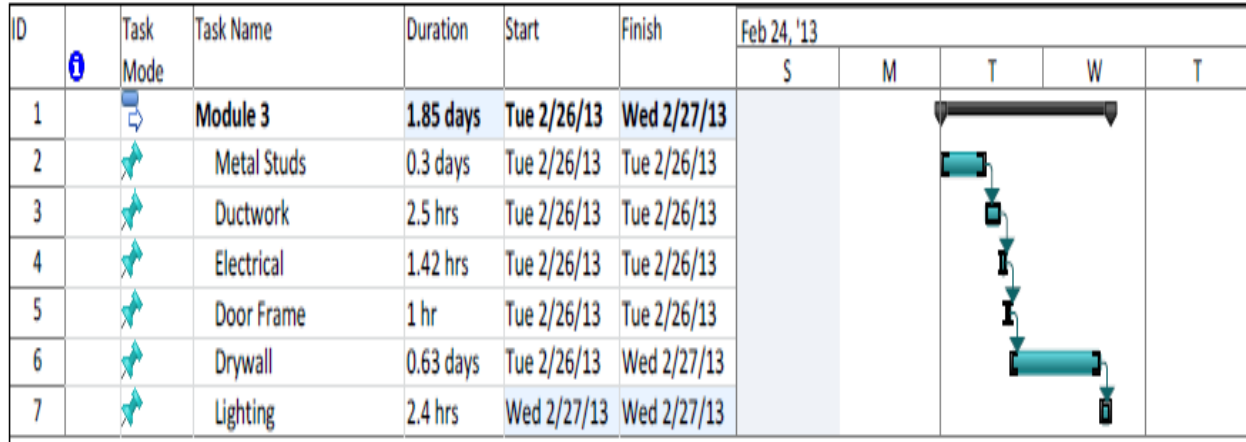 ID Task Mode Task Name Duration Start Finish Feb 24, '13
S M T W T
1 Module 3 1.85 days Tue 2/26/13 Wed 2/27/13
2 Metal Studs 0.3 days Tue 2/26/13 Tue 2/26/13
3 Ductwork 2.5 hrs Tue 2/26/13 Tue 2/26/13
4 Electrical 1.42 hrs Tue 2/26/13 Tue 2/26/13
5 Door Frame 1 hr Tue 2/26/13 Tue 2/26/13
6 Drywall 0.63 days Tue 2/26/13 Wed 2/27/13
7 Lighting 2.4 hrs Wed 2/27/13 Wed 2/27/13